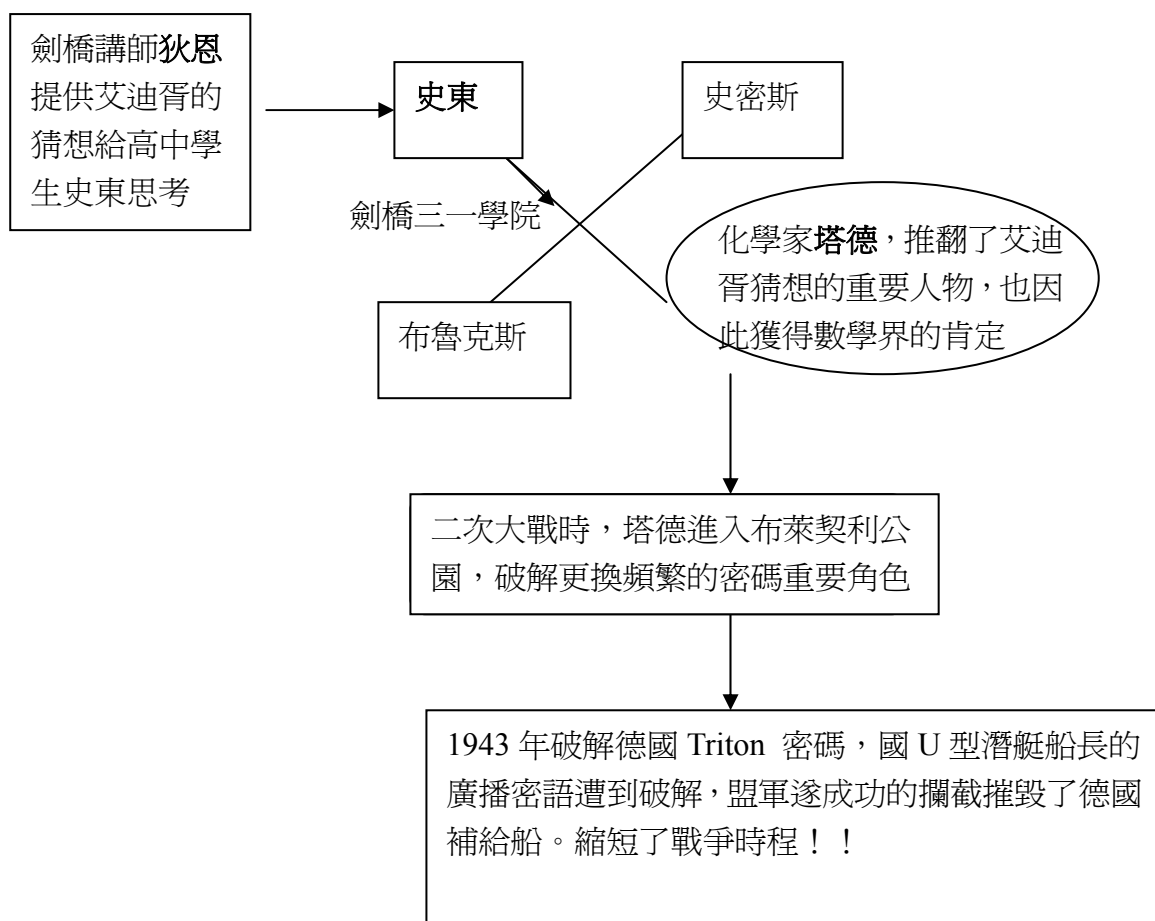 劍橋講師狄恩
提供艾迪胥的
猜想給高中學
生史東思考
史東
史密斯
劍橋三一學院
布魯克斯
化學家塔德，推翻了艾迪
胥猜想的重要人物，也因
此獲得數學界的肯定
二次大戰時，塔德進入布萊契利公
園，破解更換頻繁的密碼重要角色
1943 年破解德國 Triton 密碼，國 U 型潛艇船長的
廣播密語遭到破解，盟軍遂成功的攔截摧毀了德國
補給船。縮短了戰爭時程！！